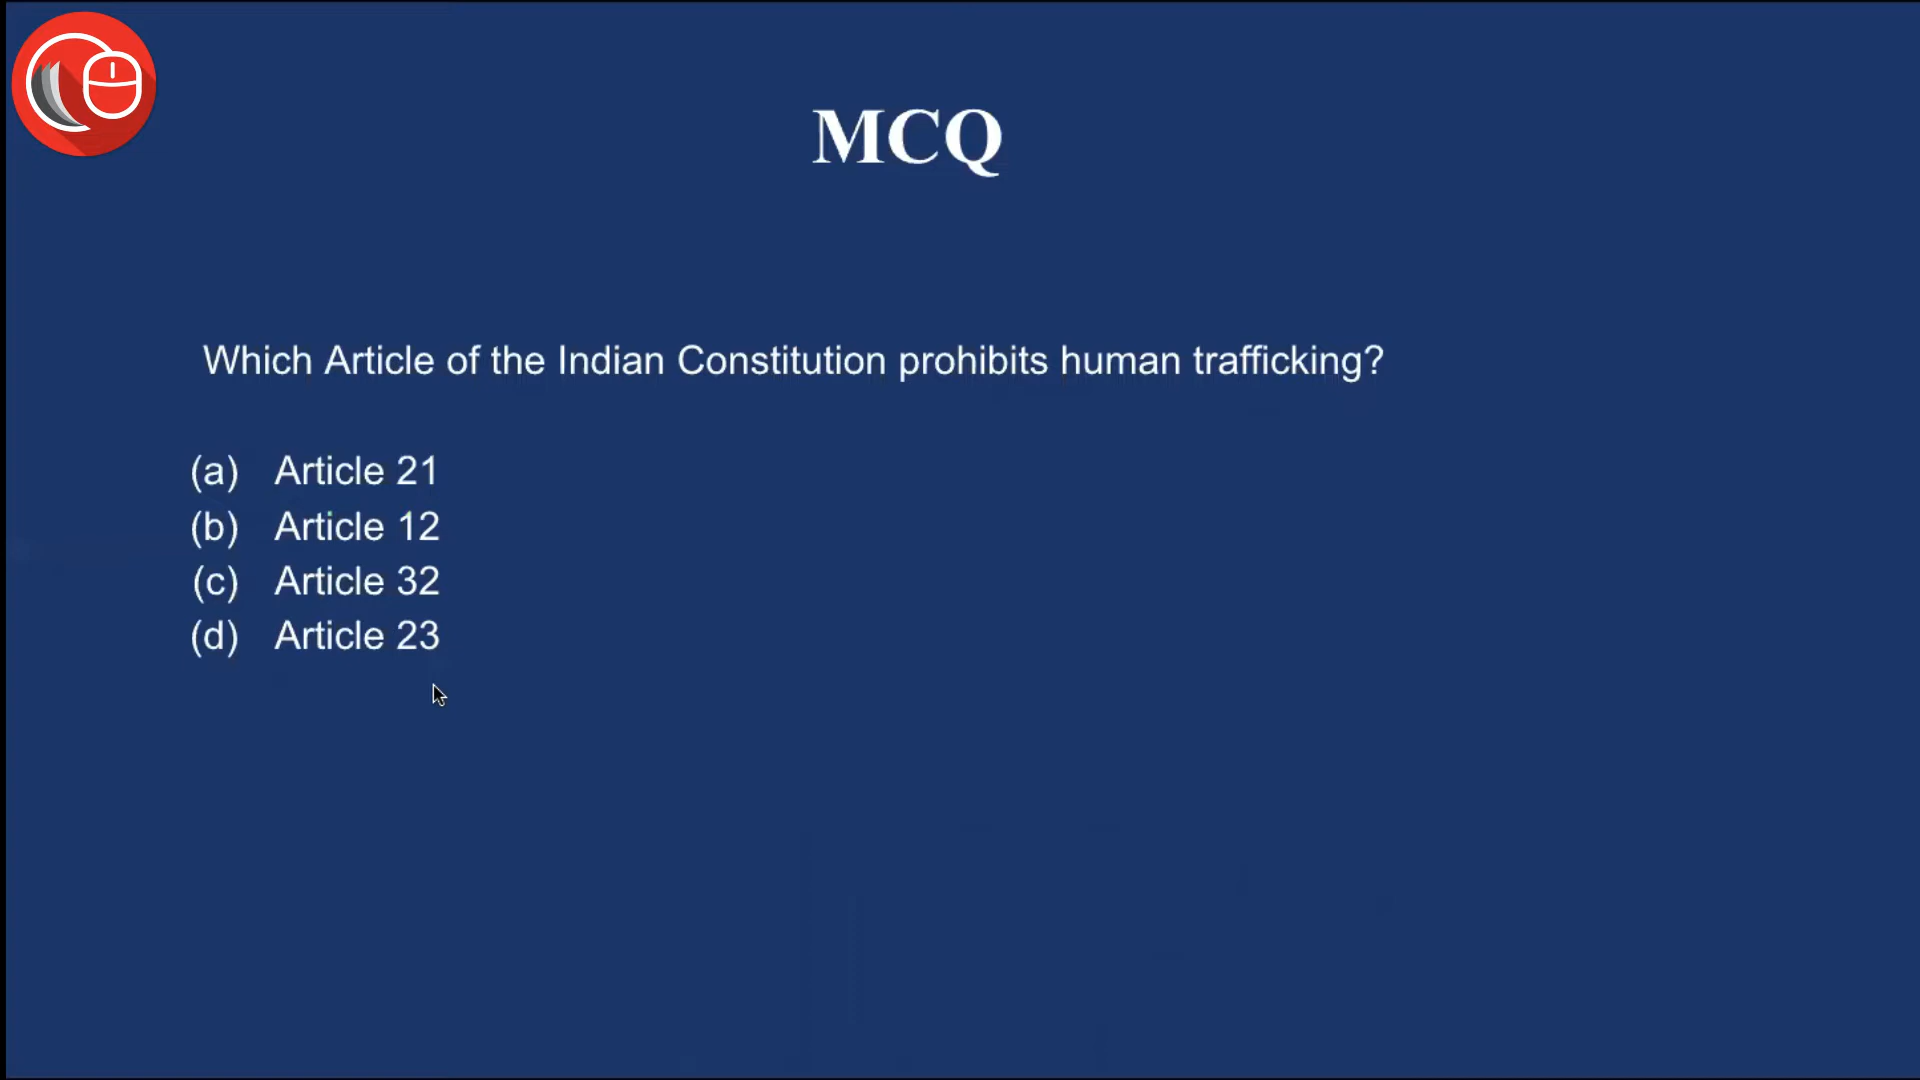 MCQ
Which Article of the Indian Constitution prohibits human trafficking?
(a) Article 21
(b) Article 12
(c) Article 32
(d) Article 23